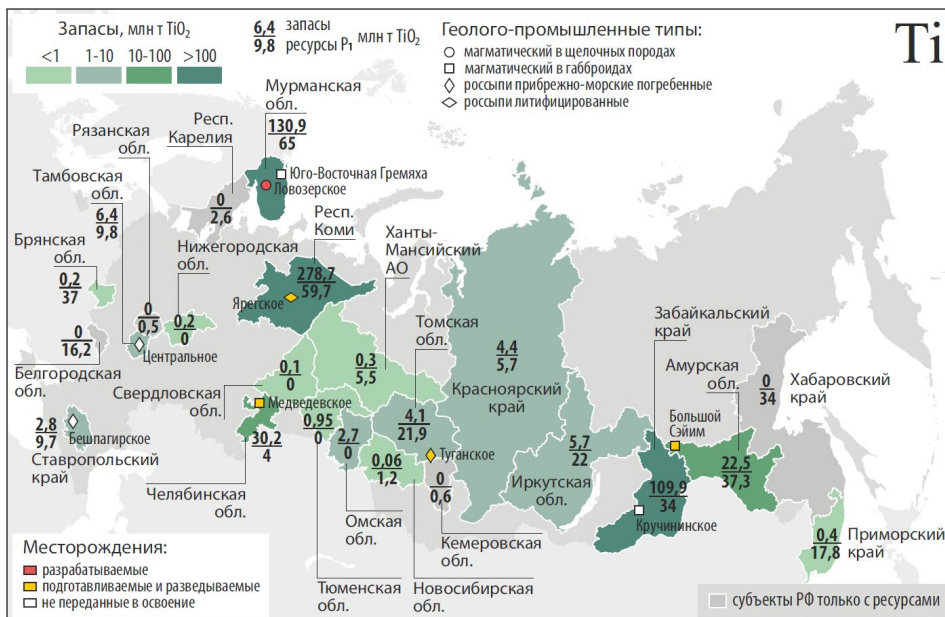 Запасы, млн т TiO₂
<1 1-10 10-100 >100
6,4 запасы
9,8 ресурсы P₁ млн т TiO₂
Геолого-промышленные типы:
магматический в щелочных породах
магматический в габброидах
россыпи прибрежно-морские погребенные
россыпи литифицированные
Ti
Мурманская
обл.
130,9
65
Юго-Восточная Гремяха
Ловозерское
Респ.
Карелия
0
2,6
Рязанская
обл.
0
0,5
Тамбовская
обл.
6,4
9,8
Центральное
Брянская
обл.
0,2
37
Нижегородская
обл.
0,2
0
Респ.
Коми
278,7
59,7
Ярегское
Ханты-
Мансийский
АО
0,3
5,5
Томская
обл.
4,1
21,9
Туганское
4,4
5,7
Красноярский
край
Забайкальский
край
109,9
34
Кручининское
Амурская
обл.
22,5
37,3
Большой
Сэйим
0
34
Хабаровский
край
0
16,2
Белгородская
обл.
Свердловская
обл.
0,1
0
Медведевское
30,2
4
Челябинская
обл.
2,8
9,7
Бешпагирское
Ставропольский
край
0,95
0
Тюменская
обл.
2,7
0
Омская
обл.
0,06
1,2
Новосибирская
обл.
0
0,6
Кемеровская
обл.
5,7
22
Иркутская
обл.
0,4
17,8
Приморский
край
Месторождения:
разрабатываемые
подготавливаемые и разведываемые
не переданные в освоение
субъекты РФ только с ресурсами